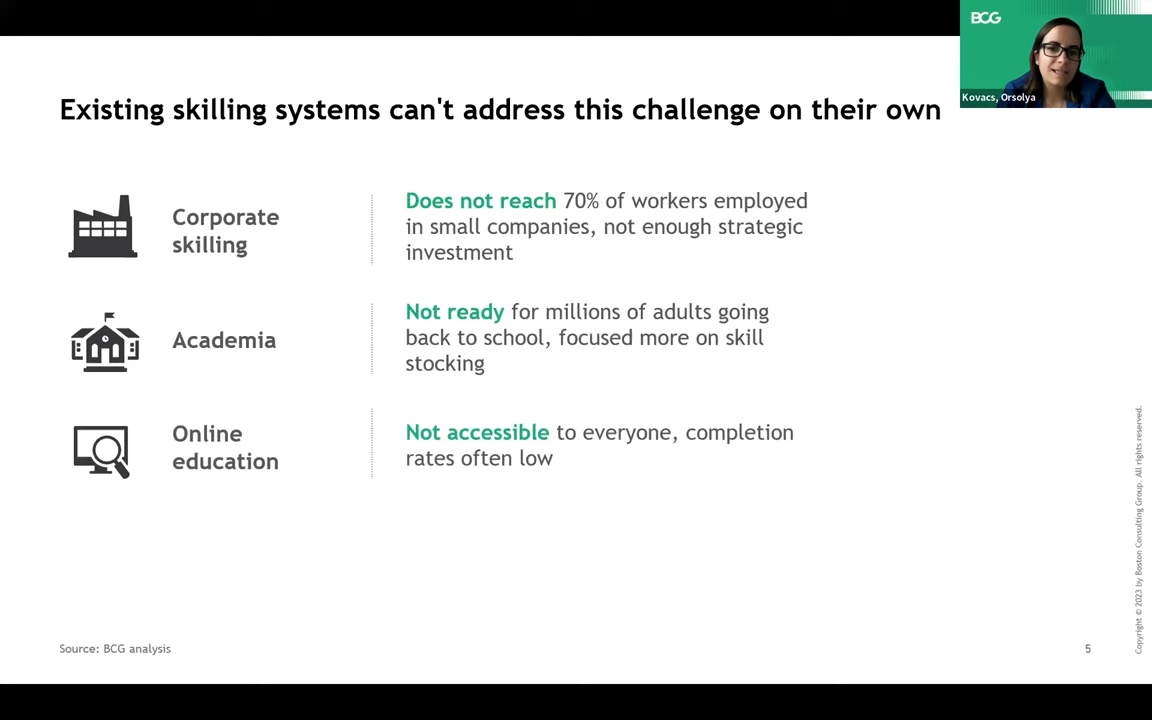 BCG
Kovacs, Orsolya
Existing skilling systems can't address this challenge on their own
Corporate
skilling
Does not reach 70% of workers employed
in small companies, not enough strategic
investment
Academia
Not ready for millions of adults going
back to school, focused more on skill
stocking
Online
education
Not accessible to everyone, completion
rates often low
Source: BCG analysis
5
Copyright © 2023 by Boston Consulting Group. All rights reserved.